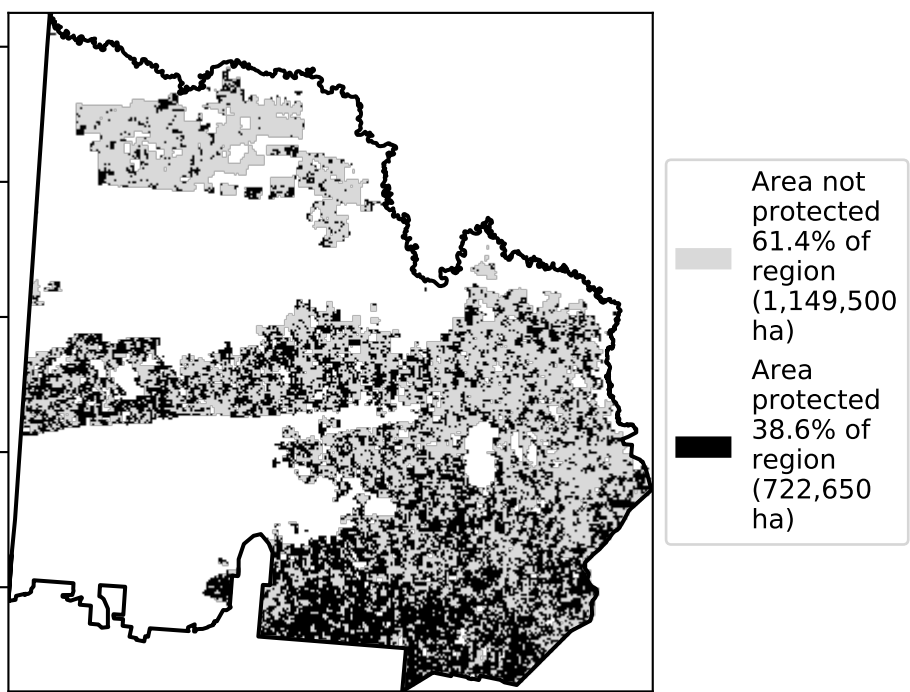 Area not
protected
61.4% of
region
(1,149,500
ha)
Area
protected
38.6% of
region
(722,650
ha)